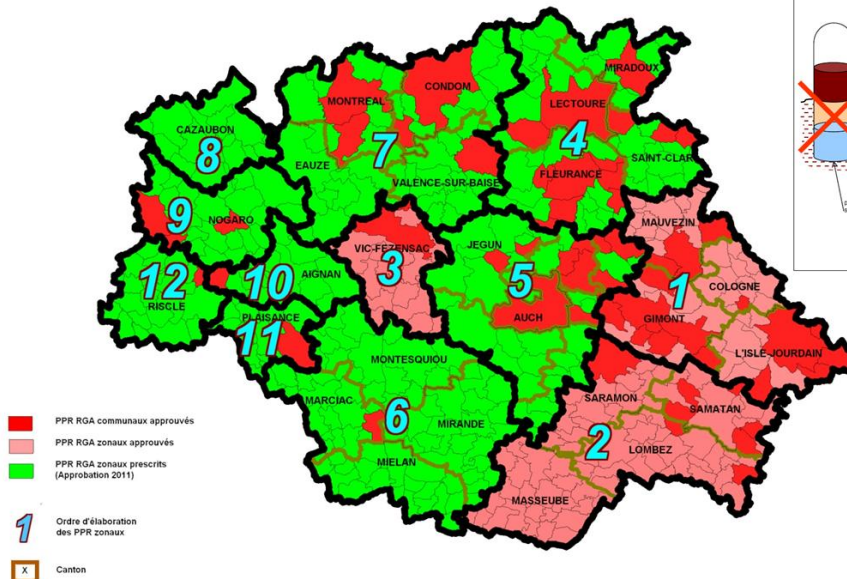 MIRADOUX
CONDOM
MONTREAL
LECTOURE
CAZAUBON
8
7
4
EAUZE
SAINT-CLAR
VALENCE-SUR-BAISE
FLEURANCE
9
NOGARO
MAUVEZIN
VIC-FEZENSAC
JEGUN
3
12
10
AIGNAN
5
1
COLOGNE
RISCLE
PLAISANCE
AUCH
GIMONT
11
L'ISLE-JOURDAIN
MONTESQUIOU
MARCIAC
6
SARAMON
SAMATAN
MIRANDE
2
LOMBEZ
MIELAN
MASSEUBE
PPR RGA communaux approuvés
PPR RGA zonaux approuvés
PPR RGA zonaux prescrits
(Approbation 2011)
1
Ordre d'élaboration
des PPR zonaux
X
Canton